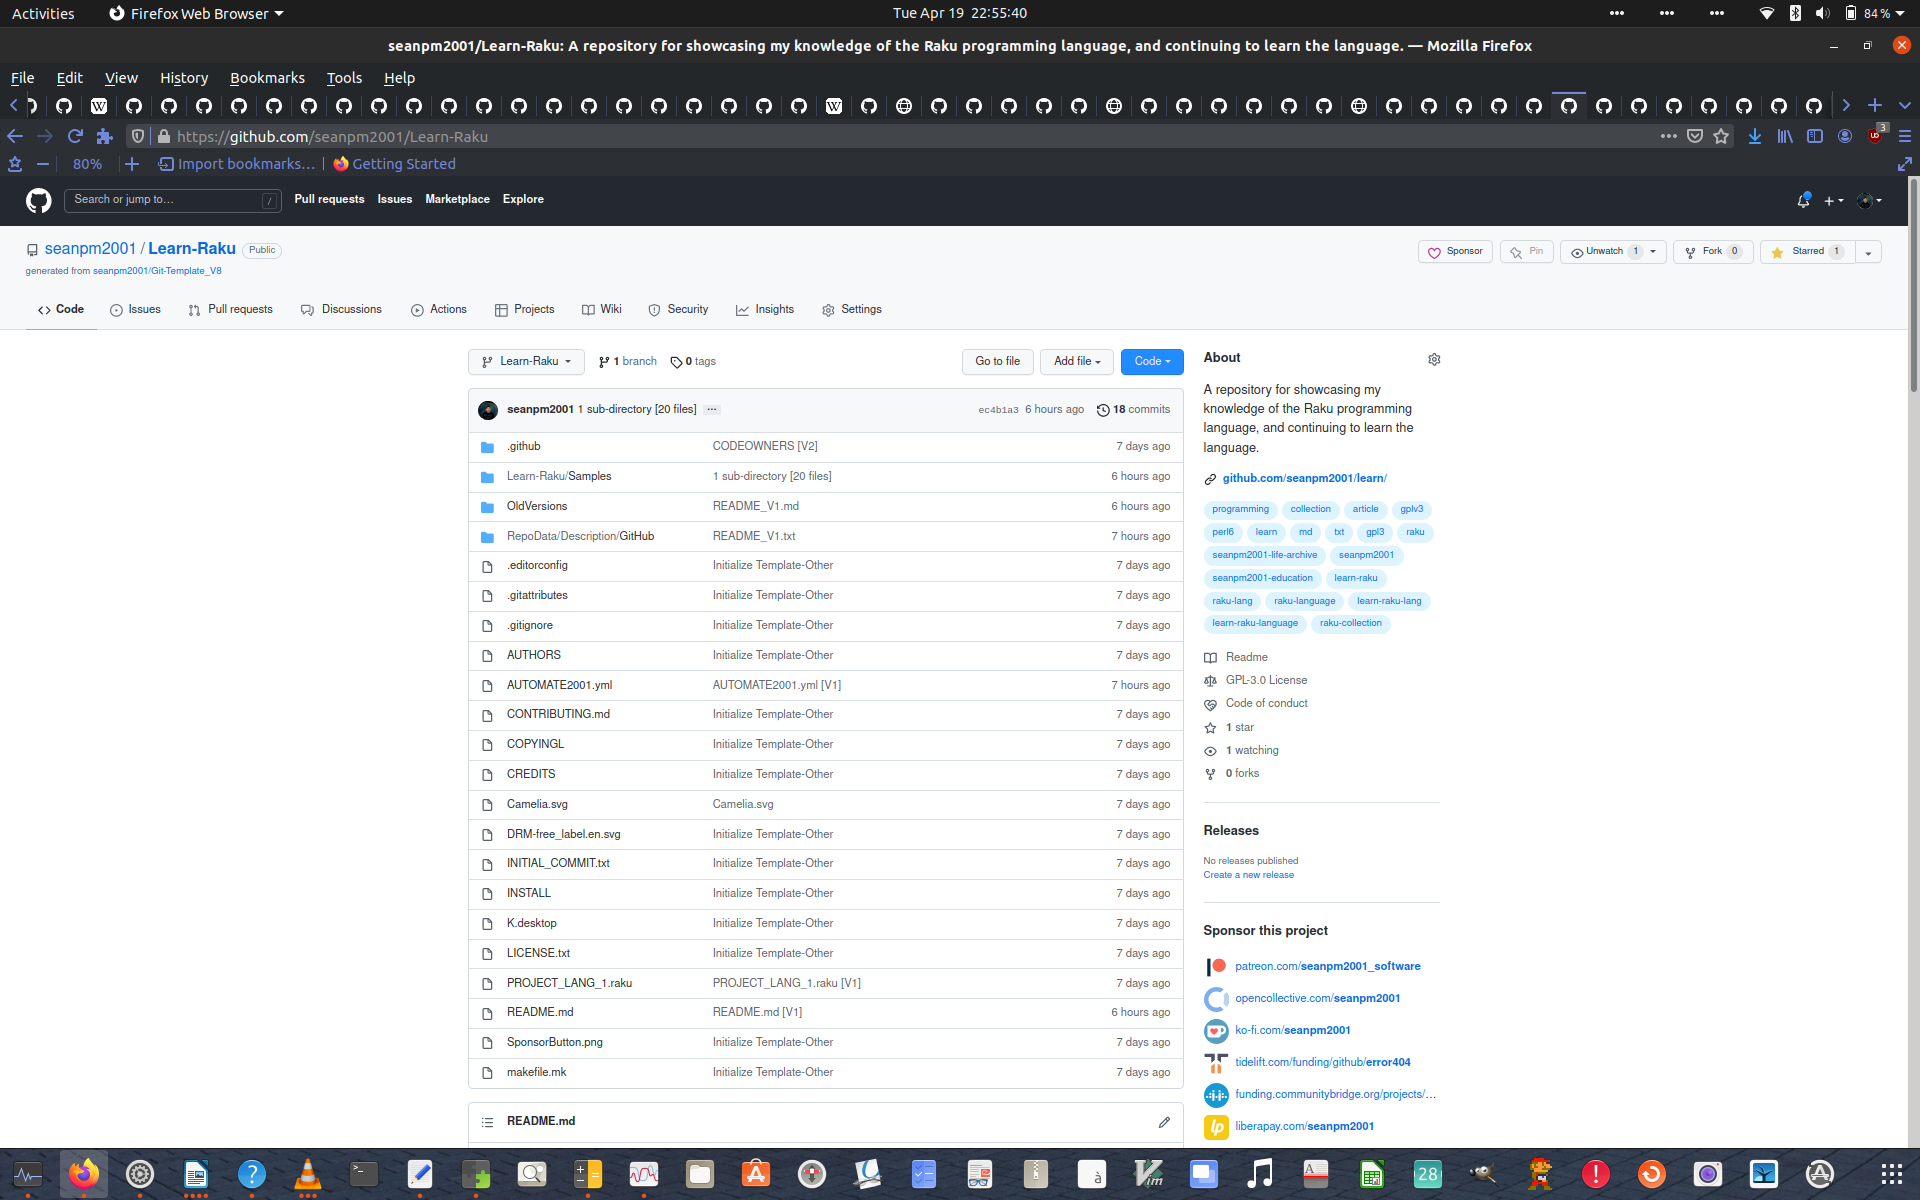 Activities
Firefox Web Browser
Tue Apr 19 22:55:40
84 %
seanpm2001/Learn-Raku: A repository for showcasing my knowledge of the Raku programming language, and continuing to learn the language. — Mozilla Firefox
File Edit View History Bookmarks Tools Help
https://github.com/seanpm2001/Learn-Raku
3
80%
Import bookmarks...
Getting Started
Search or jump to...
/
Pull requests
Issues
Marketplace
Explore
seanpm2001 / Learn-Raku
Public
Sponsor
Pin
Unwatch 1
Fork 0
Starred 1
generated from seanpm2001/Git-Template_V8
Code
Issues
Pull requests
Discussions
Actions
Projects
Wiki
Security
Insights
Settings
Learn-Raku
1 branch
0 tags
Go to file
Add file
Code
seanpm2001 1 sub-directory [20 files] ...
ec4b1a3 6 hours ago
18 commits
.github CODEOWNERS [V2] 7 days ago
Learn-Raku/Samples 1 sub-directory [20 files] 6 hours ago
OldVersions README_V1.md 6 hours ago
RepoData/Description/GitHub README_V1.txt 7 hours ago
.editorconfig Initialize Template-Other 7 days ago
.gitattributes Initialize Template-Other 7 days ago
.gitignore Initialize Template-Other 7 days ago
AUTHORS Initialize Template-Other 7 days ago
AUTOMATE2001.yml AUTOMATE2001.yml [V1] 7 hours ago
CONTRIBUTING.md Initialize Template-Other 7 days ago
COPYINGL Initialize Template-Other 7 days ago
CREDITS Initialize Template-Other 7 days ago
Camelia.svg Camelia.svg 7 days ago
DRM-free_label.en.svg Initialize Template-Other 7 days ago
INITIAL_COMMIT.txt Initialize Template-Other 7 days ago
INSTALL Initialize Template-Other 7 days ago
K.desktop Initialize Template-Other 7 days ago
LICENSE.txt Initialize Template-Other 7 days ago
PROJECT_LANG_1.raku PROJECT_LANG_1.raku [V1] 7 days ago
README.md README.md [V1] 6 hours ago
SponsorButton.png Initialize Template-Other 7 days ago
makefile.mk Initialize Template-Other 7 days ago
README.md
About
A repository for showcasing my
knowledge of the Raku programming
language, and continuing to learn the
language.
github.com/seanpm2001/learn/
programming collection article gplv3
perl6 learn md txt gpl3 raku
seanpm2001-life-archive seanpm2001
seanpm2001-education learn-raku
raku-lang raku-language learn-raku-lang
learn-raku-language raku-collection
Readme
GPL-3.0 License
Code of conduct
1 star
1 watching
0 forks
Releases
No releases published
Create a new release
Sponsor this project
patreon.com/seanpm2001_software
opencollective.com/seanpm2001
ko-fi.com/seanpm2001
tidelift.com/funding/github/error404
funding.communitybridge.org/projects/...
liberapay.com/seanpm2001
28